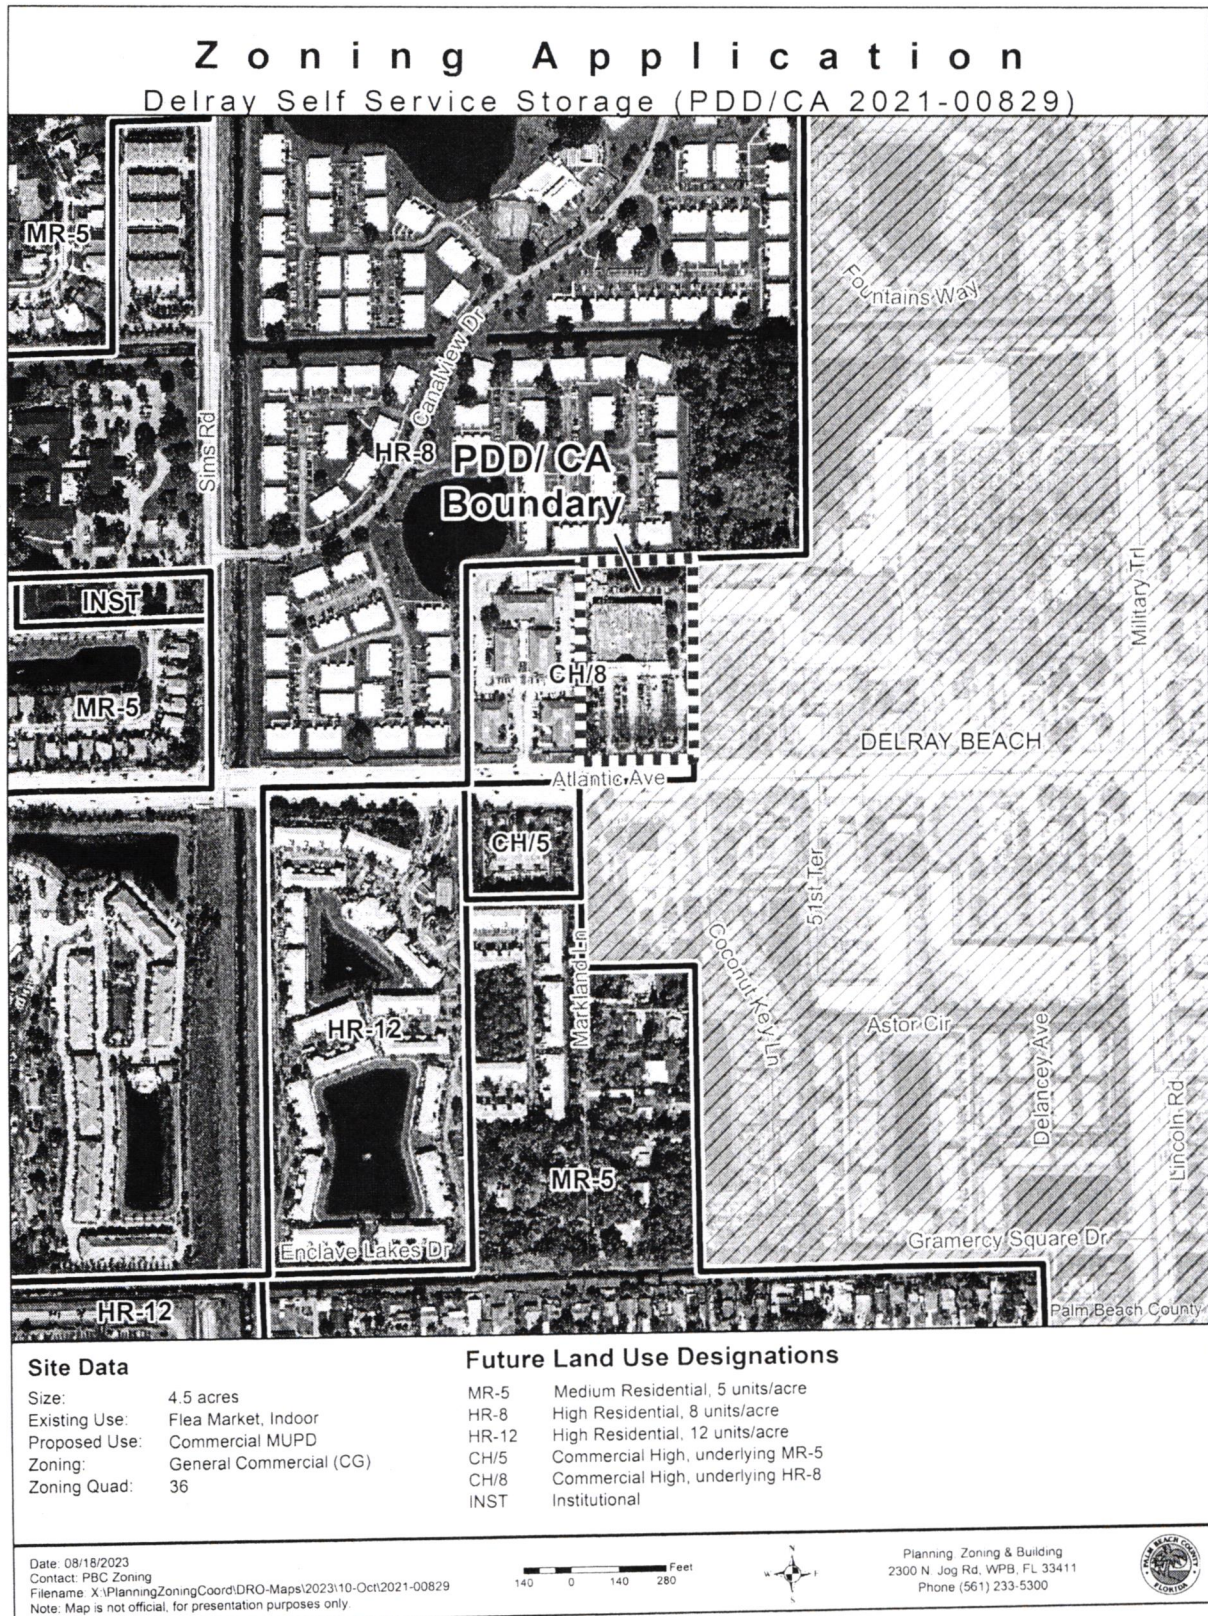 Zoning Application
Delray Self Service Storage (PDD/CA 2021-00829)
MR-5
Fountains Way
Canalview Dr
Sims Rd
HR-8
PDD/ CA
Boundary
Military Trl
INST
CH/8
MR-5
DELRAY BEACH
Atlantic Ave
CH/5
51st Ter
Coconut Key Ln
Markland Ln
HR-12
Astor Cir
Delancey Ave
Lincoln Rd
MR-5
Enclave Lakes Dr
Gramercy Square Dr
HR-12
Palm Beach County
Site Data
Size: 4.5 acres
Existing Use: Flea Market, Indoor
Proposed Use: Commercial MUPD
Zoning: General Commercial (CG)
Zoning Quad: 36
Future Land Use Designations
MR-5 Medium Residential, 5 units/acre
HR-8 High Residential, 8 units/acre
HR-12 High Residential, 12 units/acre
CH/5 Commercial High, underlying MR-5
CH/8 Commercial High, underlying HR-8
INST Institutional
Date: 08/18/2023
Contact: PBC Zoning
Filename: X:\PlanningZoningCoord\DRO-Maps\2023\10-Oct\2021-00829
Note: Map is not official, for presentation purposes only.
Feet
140 0 140 280
N
W
S
Planning, Zoning & Building
2300 N. Jog Rd, WPB, FL 33411
Phone (561) 233-5300
PALM BEACH COUNTY
FLORIDA